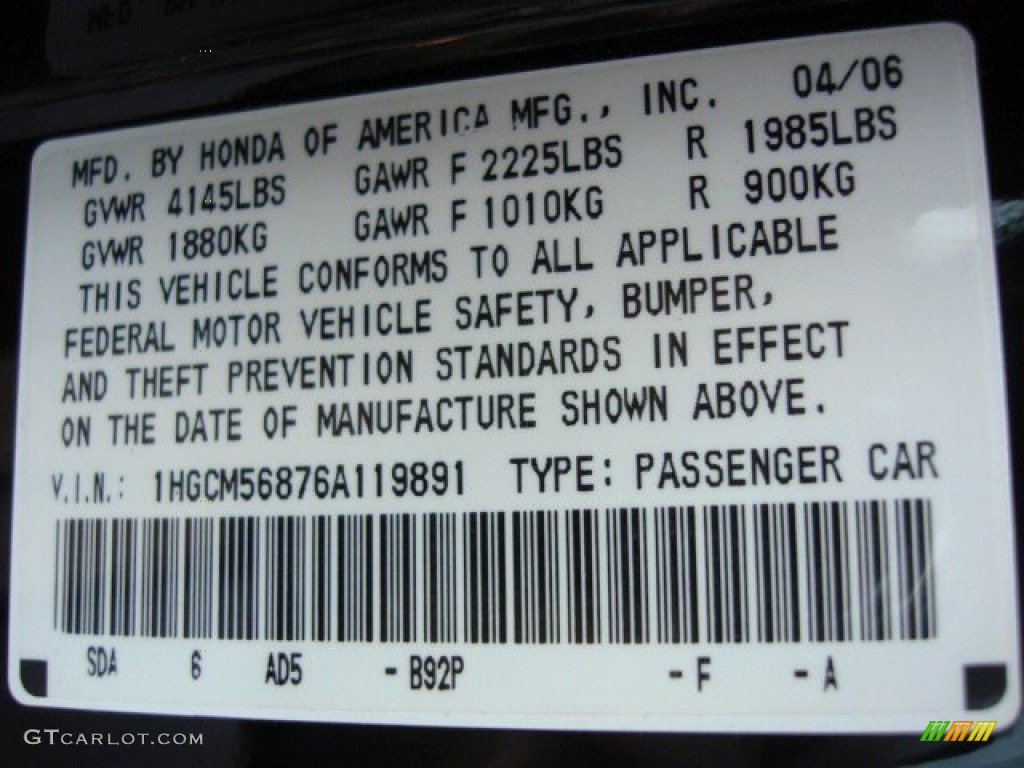 MFD. BY HONDA OF AMERICA MFG., INC. 04/06
GVWR 4145LBS GAWR F 2225LBS R 1985LBS
GVWR 1880KG GAWR F 1010KG R 900KG
THIS VEHICLE CONFORMS TO ALL APPLICABLE
FEDERAL MOTOR VEHICLE SAFETY, BUMPER,
AND THEFT PREVENTION STANDARDS IN EFFECT
ON THE DATE OF MANUFACTURE SHOWN ABOVE.
V.I.N.: 1HGCM56876A119891 TYPE: PASSENGER CAR
SDA 6 AD5 -B92P -F -A
GTCARLOT.COM